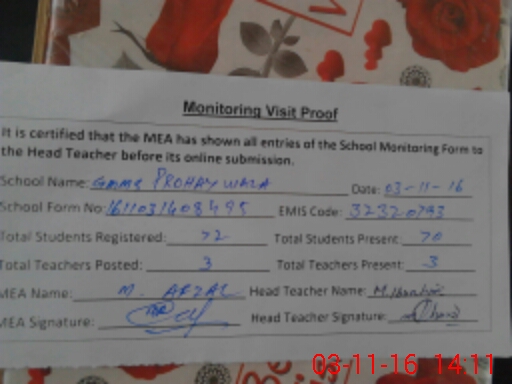 Monitoring Visit Proof
It is certified that the MEA has shown all entries of the School Monitoring Form to
the Head Teacher before its online submission.
School Name: GMMS PROHAY WALA Date: 03-11-16
School Form No: 1611031408495 EMIS Code: 32320793
Total Students Registered: 72 Total Students Present: 70
Total Teachers Posted: 3 Total Teachers Present: 3
MEA Name: M. AFZAL Head Teacher Name: M. Ibrahim
MEA Signature: Head Teacher Signature:
03-11-16 14:11